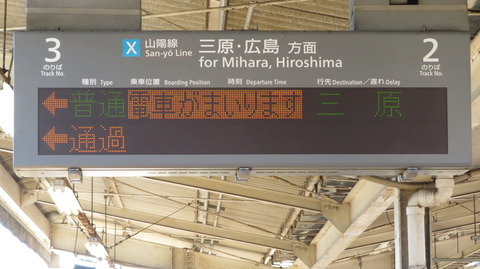 3
のりば
Track No.
X 山陽線
San-yō Line
三原・広島 方面
for Mihara, Hiroshima
2
のりば
Track No.
種別 Type 乗車位置 Boarding Position 時刻 Departure Time 行先 Destination／遅れ Delay
←普通 電車がまいります 三原
←通過